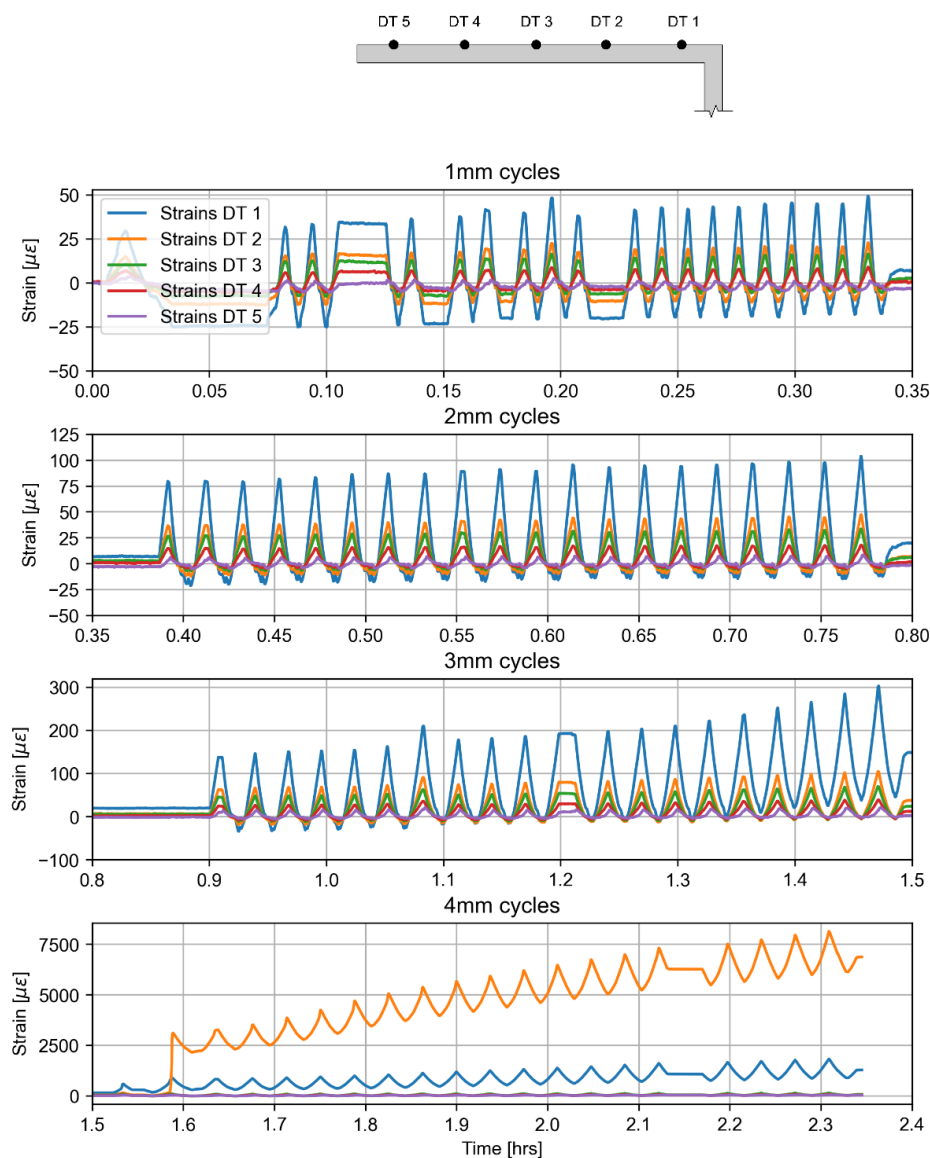 DT 5 DT 4 DT 3 DT 2 DT 1
1mm cycles
Strain [με]
50
25
0
−25
−50
Strains DT 1
Strains DT 2
Strains DT 3
Strains DT 4
Strains DT 5
0.00 0.05 0.10 0.15 0.20 0.25 0.30 0.35
2mm cycles
Strain [με]
125
100
75
50
25
0
−25
−50
0.35 0.40 0.45 0.50 0.55 0.60 0.65 0.70 0.75 0.80
3mm cycles
Strain [με]
300
200
100
0
−100
0.8 0.9 1.0 1.1 1.2 1.3 1.4 1.5
4mm cycles
Strain [με]
7500
5000
2500
0
1.5 1.6 1.7 1.8 1.9 2.0 2.1 2.2 2.3 2.4
Time [hrs]